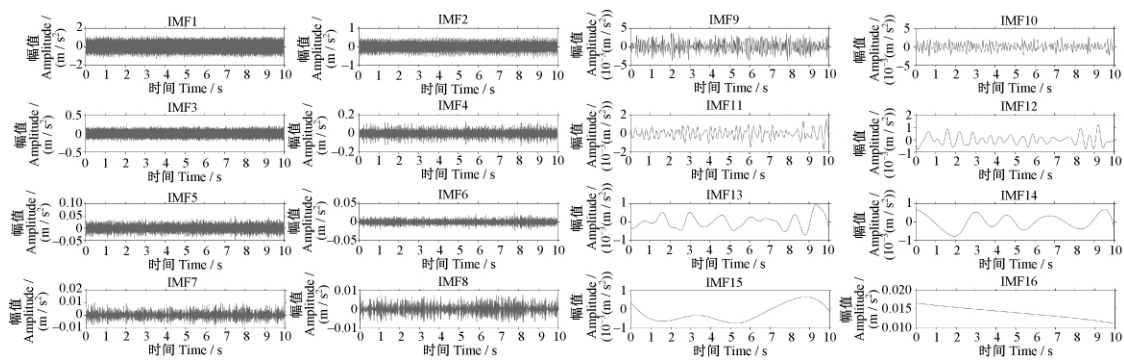 IMF1
幅值
Amplitude /
(m / s²)
2
0
−2
0 1 2 3 4 5 6 7 8 9 10
时间 Time / s
IMF2
幅值
Amplitude /
(m / s²)
1
0
−1
0 1 2 3 4 5 6 7 8 9 10
时间 Time / s
IMF9
幅值
Amplitude /
(10⁻³(m / s²))
5
0
−5
0 1 2 3 4 5 6 7 8 9 10
时间 Time / s
IMF10
幅值
Amplitude /
(10⁻³(m / s²))
5
0
−5
0 1 2 3 4 5 6 7 8 9 10
时间 Time / s
IMF3
幅值
Amplitude /
(m / s²)
0.5
0
−0.5
0 1 2 3 4 5 6 7 8 9 10
时间 Time / s
IMF4
幅值
Amplitude /
(m / s²)
0.2
0
−0.2
0 1 2 3 4 5 6 7 8 9 10
时间 Time / s
IMF11
幅值
Amplitude /
(10⁻³(m / s²))
2
0
−2
0 1 2 3 4 5 6 7 8 9 10
时间 Time / s
IMF12
幅值
Amplitude /
(10⁻³(m / s²))
2
1
0
−1
0 1 2 3 4 5 6 7 8 9 10
时间 Time / s
IMF5
幅值
Amplitude /
(m / s²)
0.10
0.05
0
−0.05
0 1 2 3 4 5 6 7 8 9 10
时间 Time / s
IMF6
幅值
Amplitude /
(m / s²)
0.05
0
−0.05
0 1 2 3 4 5 6 7 8 9 10
时间 Time / s
IMF13
幅值
Amplitude /
(10⁻³(m / s²))
1
0
−1
0 1 2 3 4 5 6 7 8 9 10
时间 Time / s
IMF14
幅值
Amplitude /
(10⁻³(m / s²))
1
0
−1
0 1 2 3 4 5 6 7 8 9 10
时间 Time / s
IMF7
幅值
Amplitude /
(m / s²)
0.02
0.01
0
−0.01
0 1 2 3 4 5 6 7 8 9 10
时间 Time / s
IMF8
幅值
Amplitude /
(m / s²)
0.01
0
−0.01
0 1 2 3 4 5 6 7 8 9 10
时间 Time / s
IMF15
幅值
Amplitude /
(10⁻³(m / s²))
1
0
−1
0 1 2 3 4 5 6 7 8 9 10
时间 Time / s
IMF16
幅值
Amplitude /
(m / s²)
0.020
0.015
0.010
0 1 2 3 4 5 6 7 8 9 10
时间 Time / s